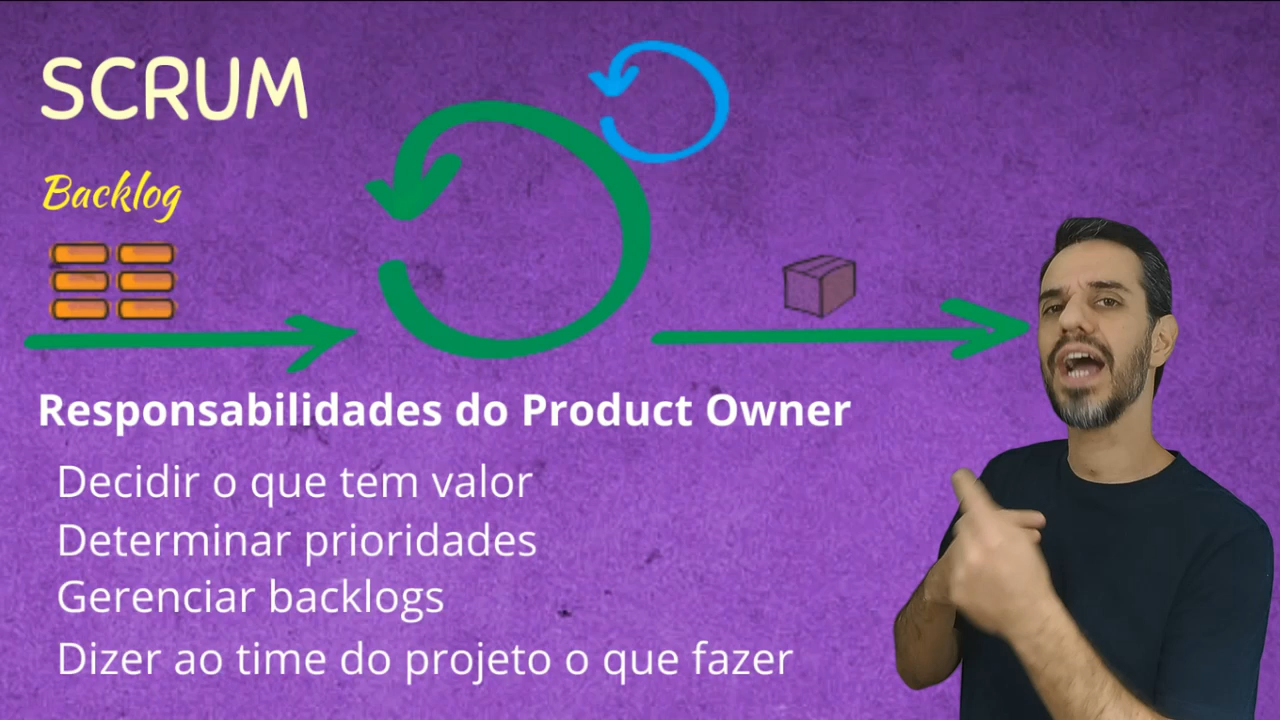 SCRUM
Backlog
Responsabilidades do Product Owner
Decidir o que tem valor
Determinar prioridades
Gerenciar backlogs
Dizer ao time do projeto o que fazer